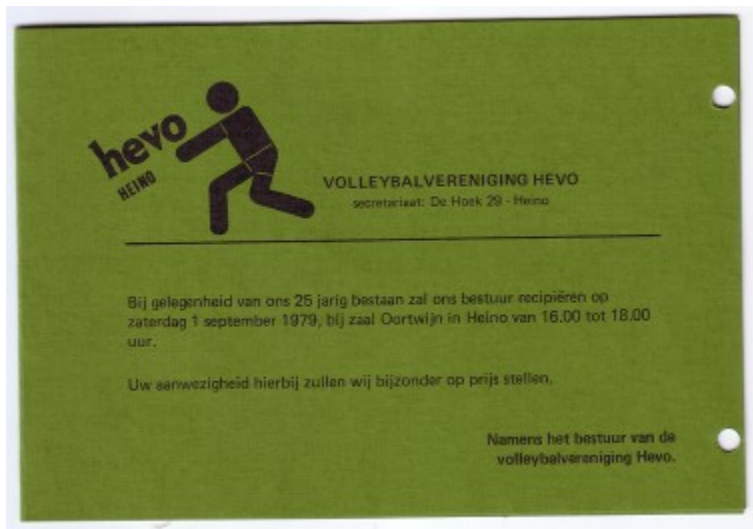 hevo
HEINO
VOLLEYBALVERENIGING HEVO
secretariaat: De Hoek 29 - Heino
Bij gelegenheid van ons 25 jarig bestaan zal ons bestuur recipiëren op
zaterdag 1 september 1979, bij zaal Oortwijn in Heino van 16.00 tot 18.00
uur.
Uw aanwezigheid hierbij zullen wij bijzonder op prijs stellen.
Namens het bestuur van de
volleybalvereniging Hevo.